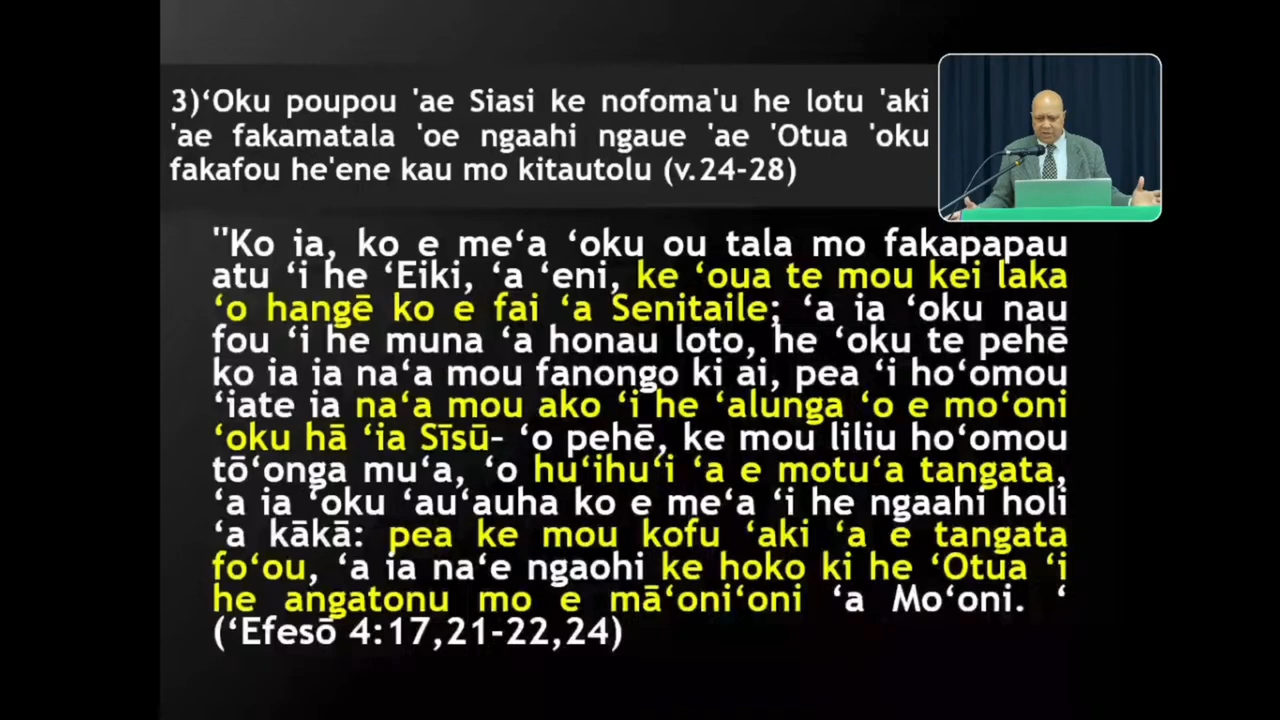 3)‘Oku poupou 'ae Siasi ke nofoma'u he lotu 'aki
'ae fakamatala 'oe ngaahi ngaue 'ae 'Otua 'oku
fakafou he'ene kau mo kitautolu (v.24-28)
"Ko ia, ko e me‘a ‘oku ou tala mo fakapapau
atu ‘i he ‘Eiki, ‘a ‘eni, ke ‘oua te mou kei laka
‘o hangē ko e fai ‘a Senitaile; ‘a ia ‘oku nau
fou ‘i he muna ‘a honau loto, he ‘oku te pehē
ko ia ia na‘a mou fanongo ki ai, pea ‘i ho‘omou
‘iate ia na‘a mou ako ‘i he ‘alunga ‘o e mo‘oni
‘oku hā ‘ia Sīsū– ‘o pehē, ke mou liliu ho‘omou
tō‘onga mu‘a, ‘o hu‘ihu‘i ‘a e motu‘a tangata,
‘a ia ‘oku ‘au‘auha ko e me‘a ‘i he ngaahi holi
‘a kākā: pea ke mou kofu ‘aki ‘a e tangata
fo‘ou, ‘a ia na‘e ngaohi ke hoko ki he ‘Otua ‘i
he angatonu mo e mā‘oni‘oni ‘a Mo‘oni. ‘
(‘Efesō 4:17,21-22,24)